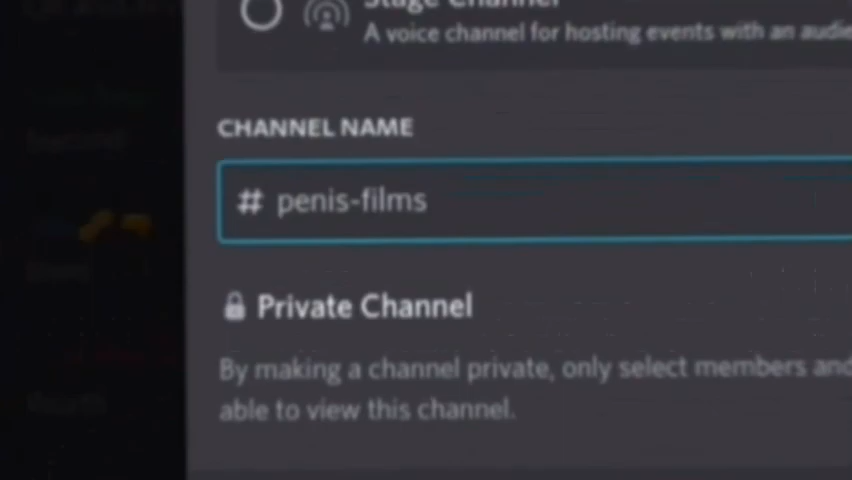 Stage Channel
A voice channel for hosting events with an audie
CHANNEL NAME
# penis-films
Private Channel
By making a channel private, only select members and
able to view this channel.